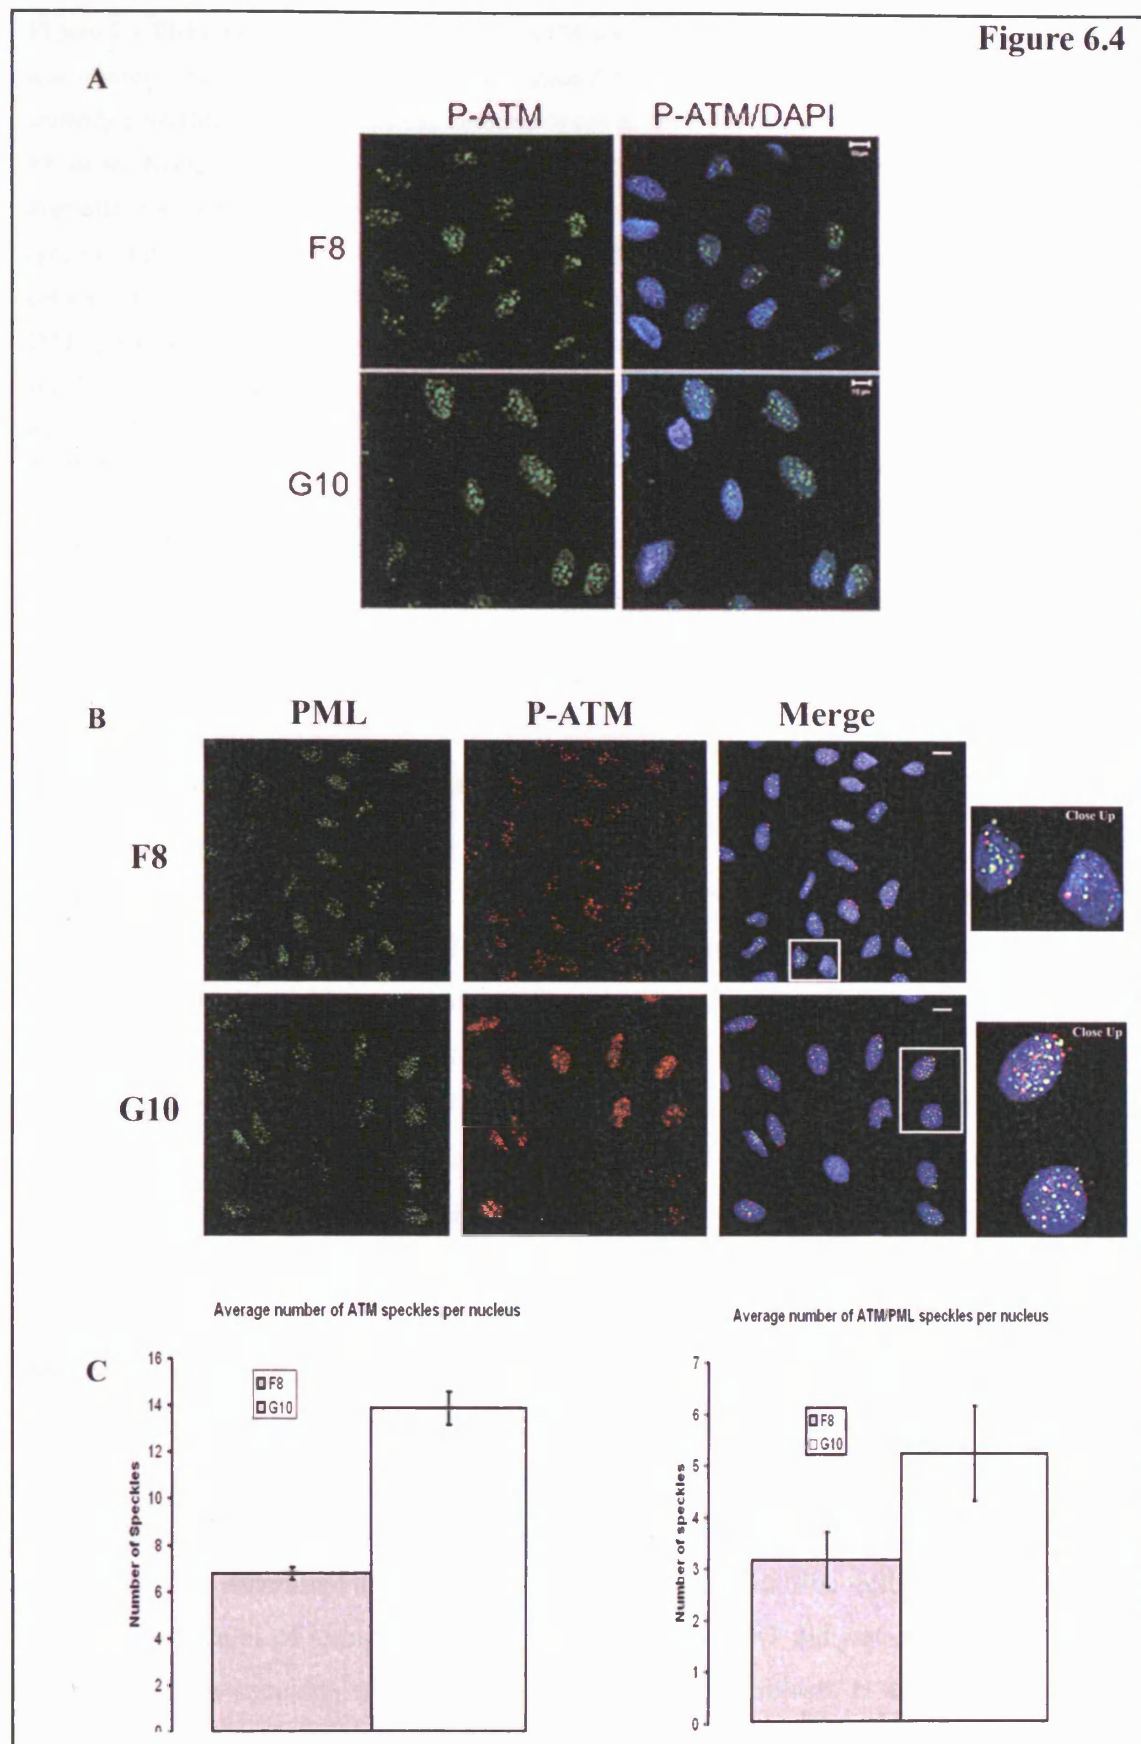 Figure 6.4
A
P-ATM P-ATM/DAPI
F8
G10
B
PML P-ATM Merge
F8
Close Up
G10
Close Up
Average number of ATM speckles per nucleus
C
16
14
12
10
8
6
4
2
0
Number of Speckles
F8
G10
Average number of ATM/PML speckles per nucleus
7
6
5
4
3
2
1
0
Number of speckles
F8
G10